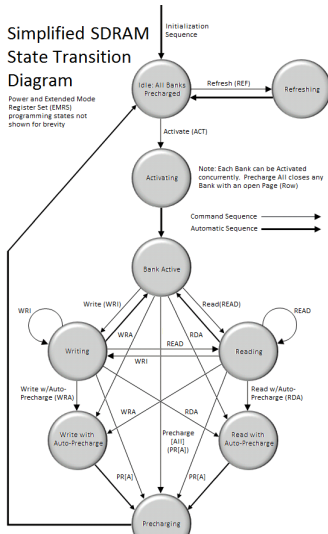 Simplified SDRAM
State Transition
Diagram
Power and Extended Mode
Register Set (EMRS)
programming states not
shown for brevity
Initialization
Sequence
Idle: All Banks
Precharged
Refresh (REF)
Refreshing
Activate (ACT)
Activating
Note: Each Bank can be Activated
concurrently. Precharge All closes any
Bank with an open Page (Row)
Command Sequence
Automatic Sequence
Bank Active
Write (WRI)
Read(READ)
WRI
WRA
RDA
READ
READ
WRI
Writing
Reading
Write w/Auto-
Precharge (WRA)
Read w/Auto-
Precharge (RDA)
WRA
RDA
Write with
Auto-Precharge
Precharge
[All]
(PR[A])
Read with
Auto-Precharge
PR[A]
PR[A]
Precharging